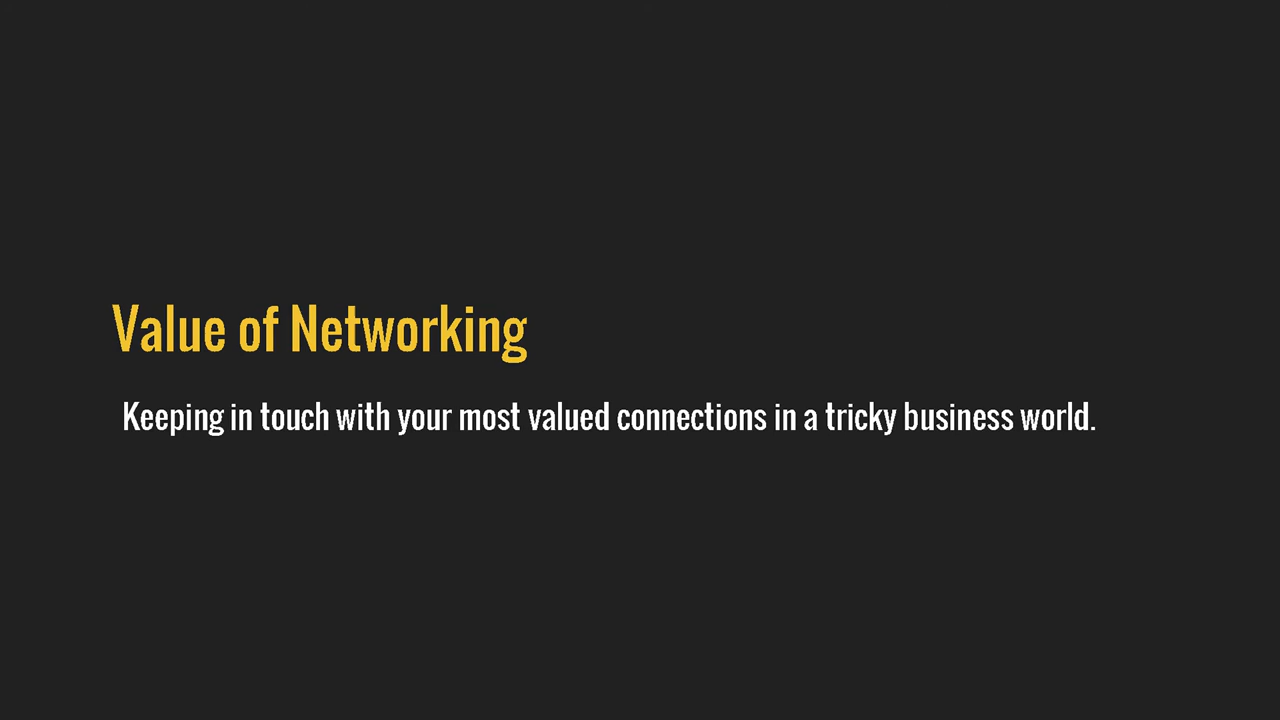 Value of Networking
Keeping in touch with your most valued connections in a tricky business world.